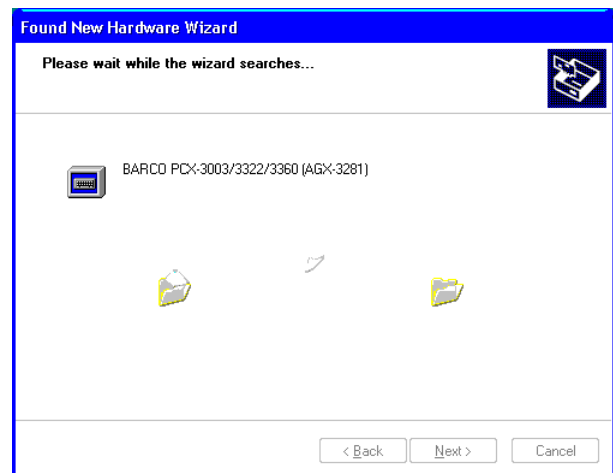 Found New Hardware Wizard
Please wait while the wizard searches...
BARCO PCX-3003/3322/3360 (AGX-3281)
< Back
Next >
Cancel